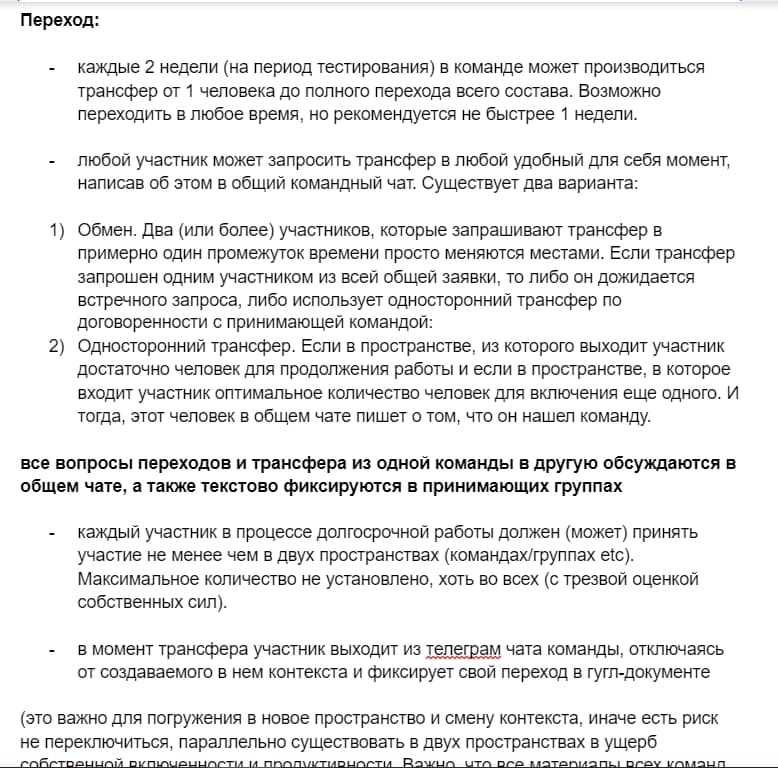 Переход:
- каждые 2 недели (на период тестирования) в команде может производиться
трансфер от 1 человека до полного перехода всего состава. Возможно
переходить в любое время, но рекомендуется не быстрее 1 недели.
- любой участник может запросить трансфер в любой удобный для себя момент,
написав об этом в общий командный чат. Существует два варианта:
1) Обмен. Два (или более) участников, которые запрашивают трансфер в
примерно один промежуток времени просто меняются местами. Если трансфер
запрошен одним участником из всей общей заявки, то либо он дожидается
встречного запроса, либо использует односторонний трансфер по
договоренности с принимающей командой:
2) Односторонний трансфер. Если в пространстве, из которого выходит участник
достаточно человек для продолжения работы и если в пространстве, в которое
входит участник оптимальное количество человек для включения еще одного. И
тогда, этот человек в общем чате пишет о том, что он нашел команду.
все вопросы переходов и трансфера из одной команды в другую обсуждаются в
общем чате, а также текстово фиксируются в принимающих группах
- каждый участник в процессе долгосрочной работы должен (может) принять
участие не менее чем в двух пространствах (командах/группах etc).
Максимальное количество не установлено, хоть во всех (с трезвой оценкой
собственных сил).
- в момент трансфера участник выходит из телеграм чата команды, отключаясь
от создаваемого в нем контекста и фиксирует свой переход в гугл-документе
(это важно для погружения в новое пространство и смену контекста, иначе есть риск
не переключиться, параллельно существовать в двух пространствах в ущерб
собственной включенности и продуктивности. Важно, что все материалы всех команд